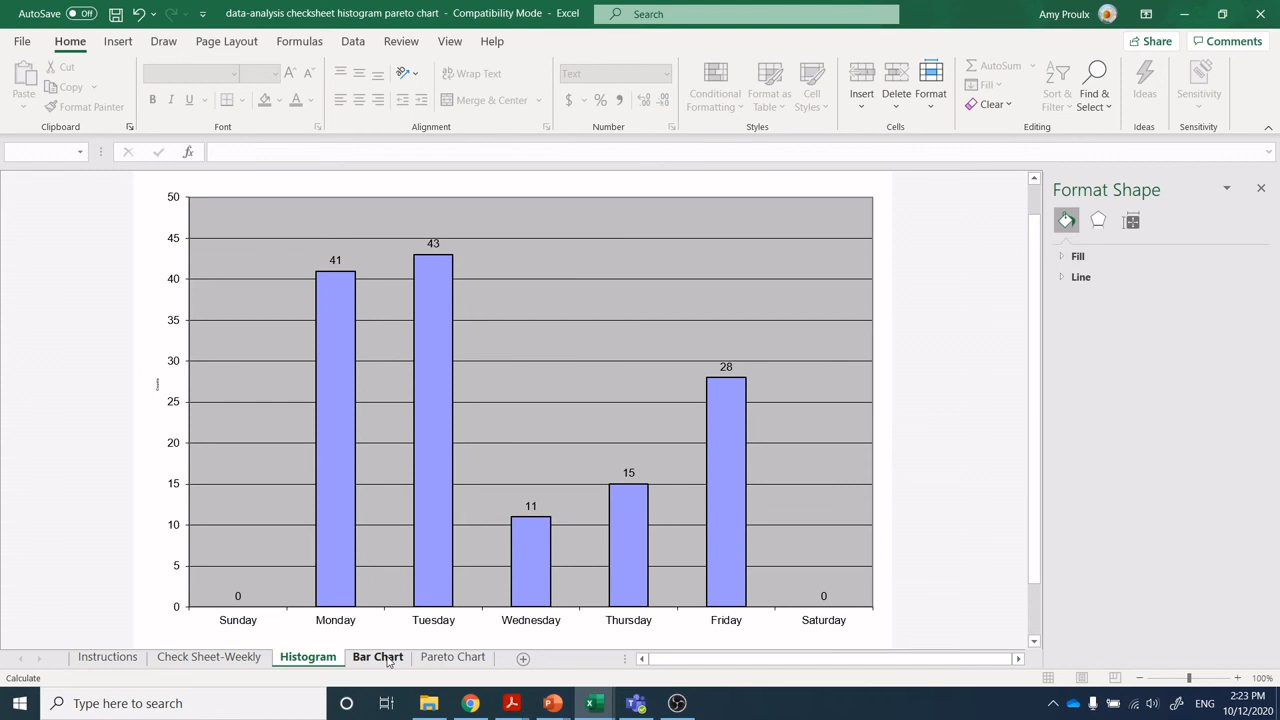 AutoSave Off data-analysis checksheet histogram pareto chart - Compatibility Mode - Excel Search Amy Proulx
File Home Insert Draw Page Layout Formulas Data Review View Help Share Comments
Paste Cut Copy Format Painter Clipboard
B I U Font
Wrap Text Merge & Center Alignment
Text $ % , Number
Conditional Formatting Format as Table Cell Styles Styles
Insert Delete Format Cells
AutoSum Fill Clear Sort & Filter Find & Select Editing
Ideas Ideas
Sensitivity Sensitivity
fx
Format Shape
Fill
Line
50
45
43
41
40
35
30
28
25
20
15
15
11
10
5
0 0 0
Sunday Monday Tuesday Wednesday Thursday Friday Saturday
Instructions Check Sheet-Weekly Histogram Bar Chart Pareto Chart
Calculate 100%
Type here to search ENG 2:23 PM
10/12/2020